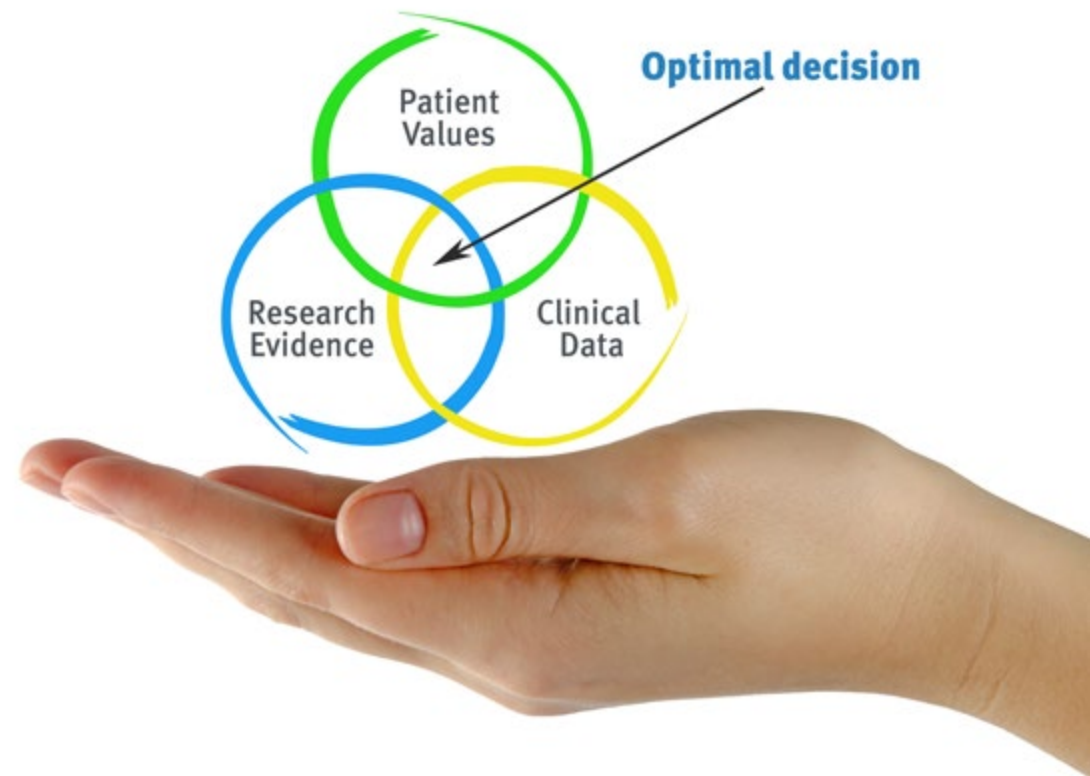 Optimal decision
Patient
Values
Research
Evidence
Clinical
Data